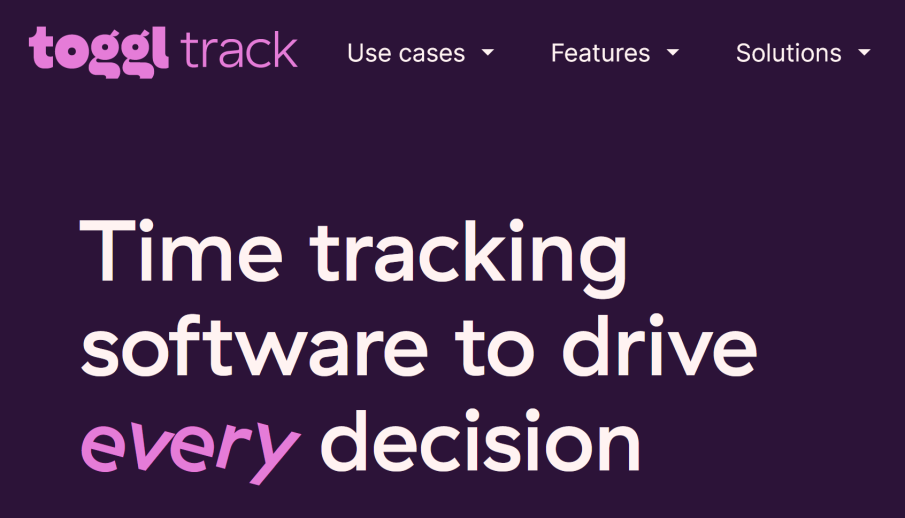 toggl track
Use cases
Features
Solutions
Time tracking
software to drive
every decision